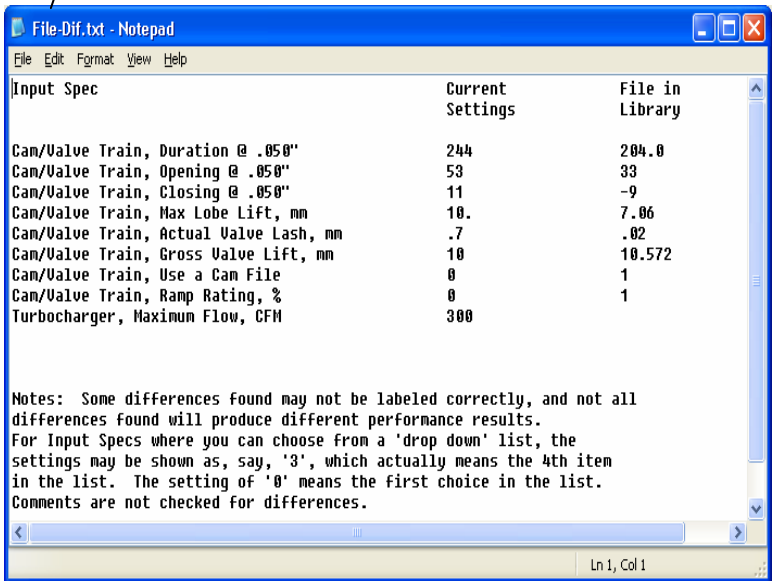 File-Dif.txt - Notepad
File Edit Format View Help
Input Spec Current File in
Settings Library
Cam/Valve Train, Duration @ .050" 244 204.0
Cam/Valve Train, Opening @ .050" 53 33
Cam/Valve Train, Closing @ .050" 11 -9
Cam/Valve Train, Max Lobe Lift, mm 10. 7.06
Cam/Valve Train, Actual Valve Lash, mm .7 .02
Cam/Valve Train, Gross Valve Lift, mm 10 10.572
Cam/Valve Train, Use a Cam File 0 1
Cam/Valve Train, Ramp Rating, % 0 1
Turbocharger, Maximum Flow, CFM 300
Notes: Some differences found may not be labeled correctly, and not all
differences found will produce different performance results.
For Input Specs where you can choose from a 'drop down' list, the
settings may be shown as, say, '3', which actually means the 4th item
in the list. The setting of '0' means the first choice in the list.
Comments are not checked for differences.
Ln 1, Col 1